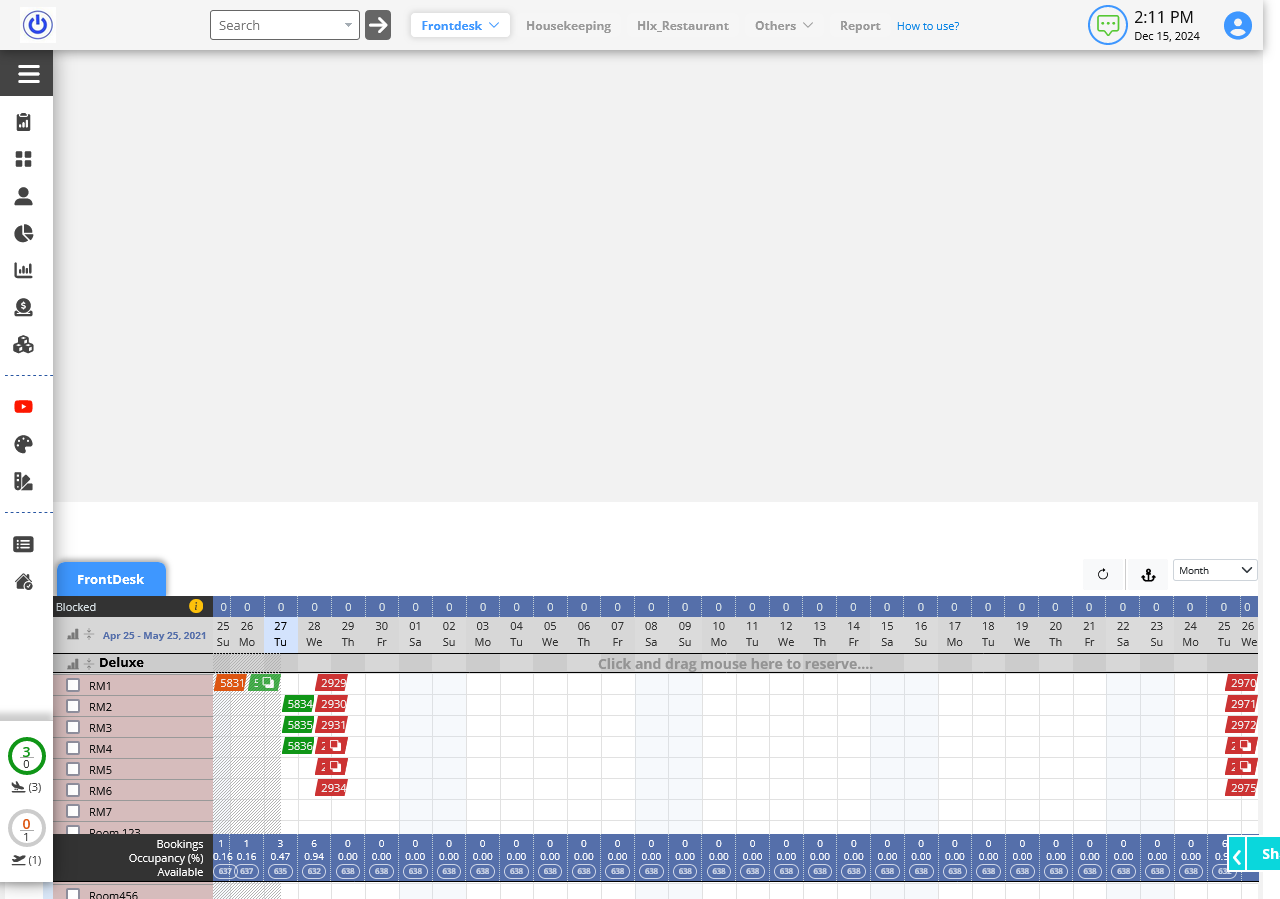 Search
Frontdesk Housekeeping Hlx_Restaurant Others Report How to use?
2:11 PM
Dec 15, 2024
FrontDesk
Month
Blocked 0 0 0 0 0 0 0 0 0 0 0 0 0 0 0 0 0 0 0 0 0 0 0 0 0 0 0 0 0 0 0 0
Apr 25 - May 25, 2021
25 26 27 28 29 30 01 02 03 04 05 06 07 08 09 10 11 12 13 14 15 16 17 18 19 20 21 22 23 24 25 26
Su Mo Tu We Th Fr Sa Su Mo Tu We Th Fr Sa Su Mo Tu We Th Fr Sa Su Mo Tu We Th Fr Sa Su Mo Tu We
Deluxe Click and drag mouse here to reserve....
RM1 5831 2929 2970
RM2 5834 2930 2971
RM3 5835 2931 2972
RM4 5836
RM5
RM6 2934 2975
RM7
Room 123
3
0
(3)
0
1
(1)
Bookings 1 1 3 6 0 0 0 0 0 0 0 0 0 0 0 0 0 0 0 0 0 0 0 0 0 0 0 0 0 0 6
Occupancy (%) 0.16 0.16 0.47 0.94 0.00 0.00 0.00 0.00 0.00 0.00 0.00 0.00 0.00 0.00 0.00 0.00 0.00 0.00 0.00 0.00 0.00 0.00 0.00 0.00 0.00 0.00 0.00 0.00 0.00 0.00
Available 637 637 635 632 638 638 638 638 638 638 638 638 638 638 638 638 638 638 638 638 638 638 638 638 638 638 638 638 638 638
Sh
Room456